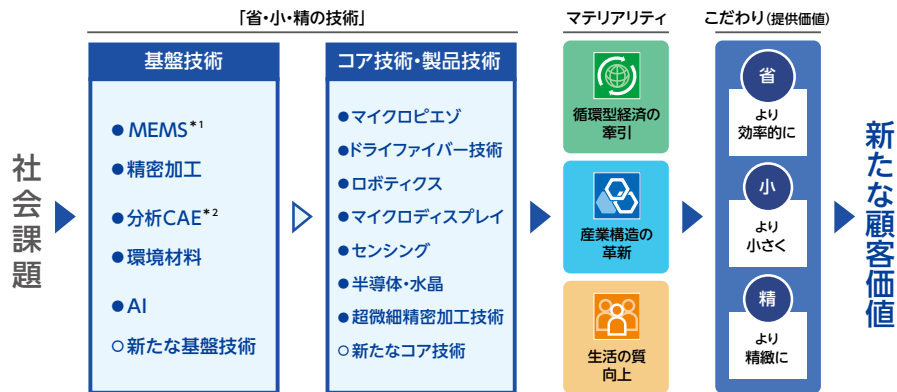 「省・小・精の技術」
マテリアリティ
こだわり(提供価値)
社会課題
基盤技術
●MEMS*1
●精密加工
●分析CAE*2
●環境材料
●AI
○新たな基盤技術
コア技術・製品技術
●マイクロピエゾ
●ドライファイバー技術
●ロボティクス
●マイクロディスプレイ
●センシング
●半導体・水晶
●超微細精密加工技術
○新たなコア技術
循環型経済の
牽引
産業構造の
革新
生活の質
向上
省
より
効率的に
小
より
小さく
精
より
精緻に
新たな顧客価値